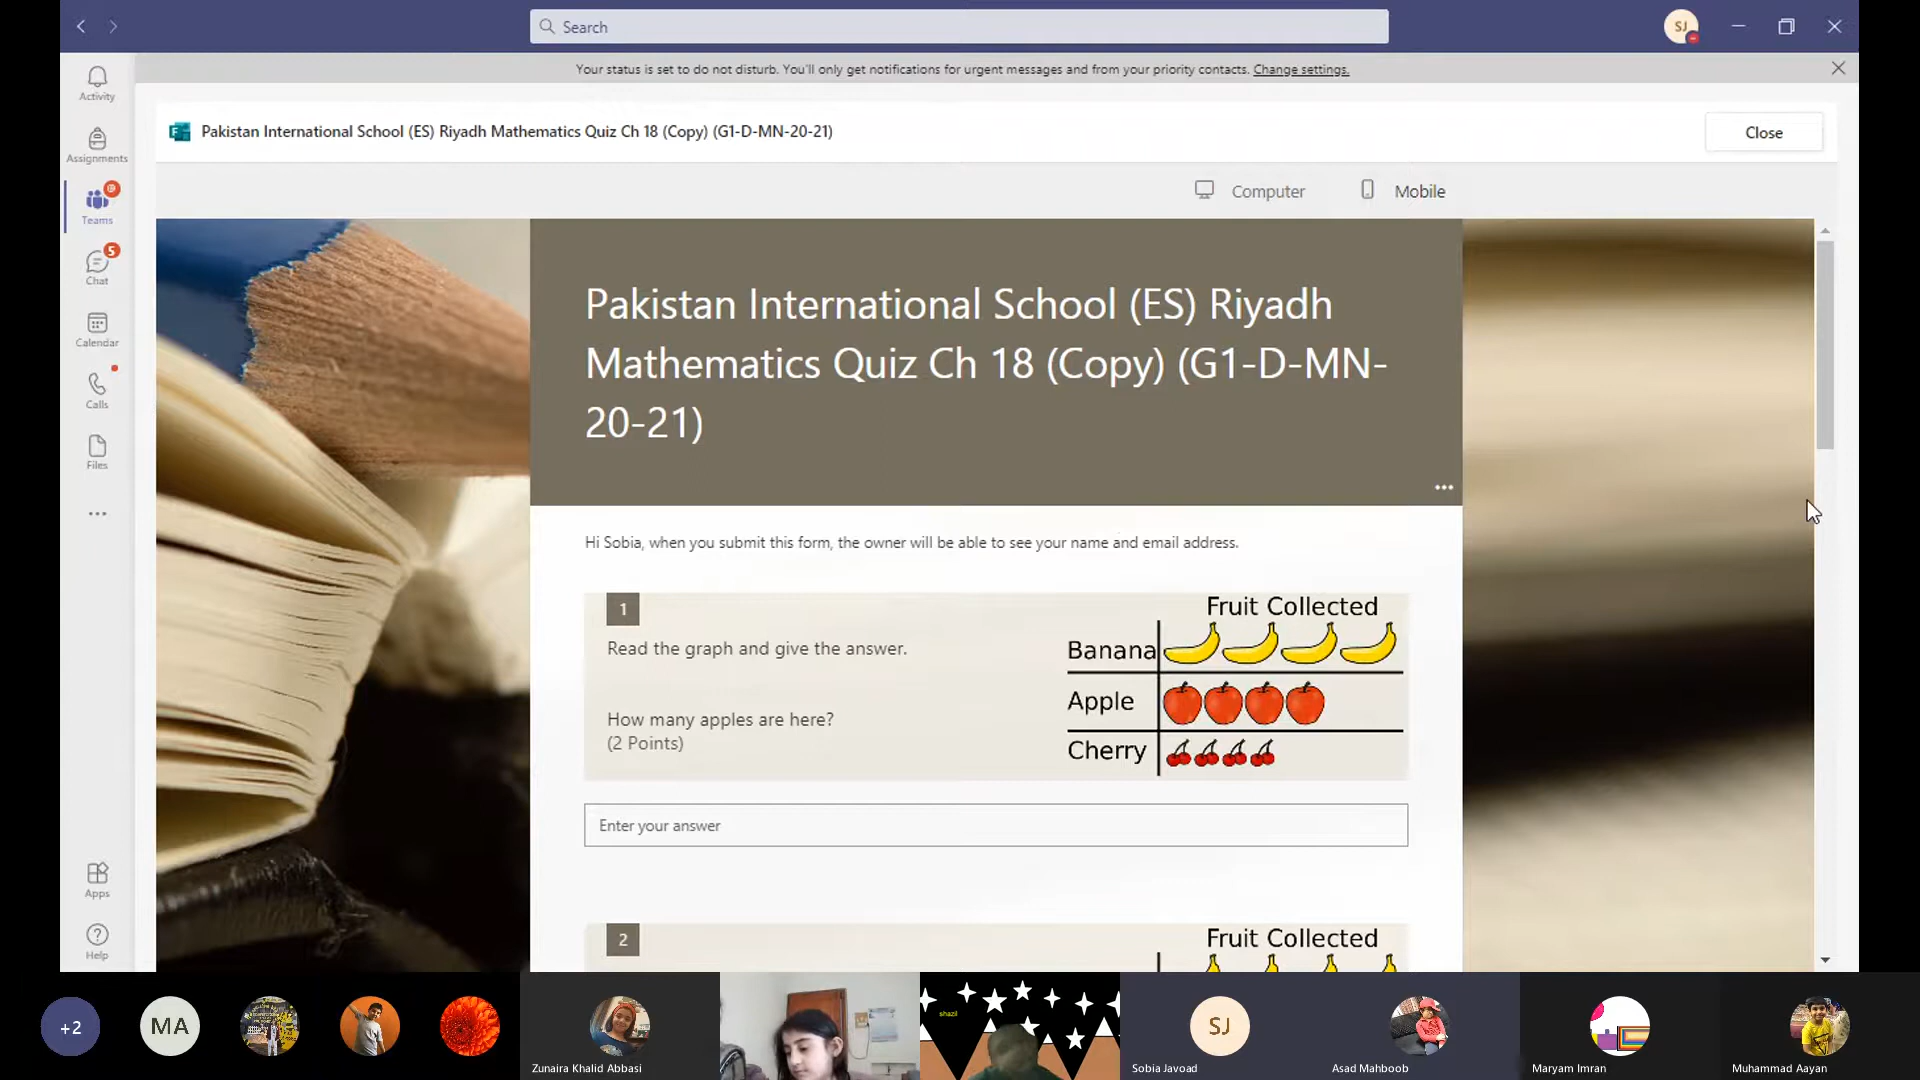 Search
SJ
Your status is set to do not disturb. You'll only get notifications for urgent messages and from your priority contacts. Change settings.
Activity
Assignments
Teams
Chat
5
Calendar
Calls
Files
Apps
Help
Pakistan International School (ES) Riyadh Mathematics Quiz Ch 18 (Copy) (G1-D-MN-20-21)
Close
Computer
Mobile
Pakistan International School (ES) Riyadh
Mathematics Quiz Ch 18 (Copy) (G1-D-MN-
20-21)
Hi Sobia, when you submit this form, the owner will be able to see your name and email address.
1
Read the graph and give the answer.
How many apples are here?
(2 Points)
Fruit Collected
Banana
Apple
Cherry
Enter your answer
2
Fruit Collected
+2
MA
Zunaira Khalid Abbasi
shazil
SJ
Sobia Javoad
Asad Mahboob
Maryam Imran
Muhammad Aayan